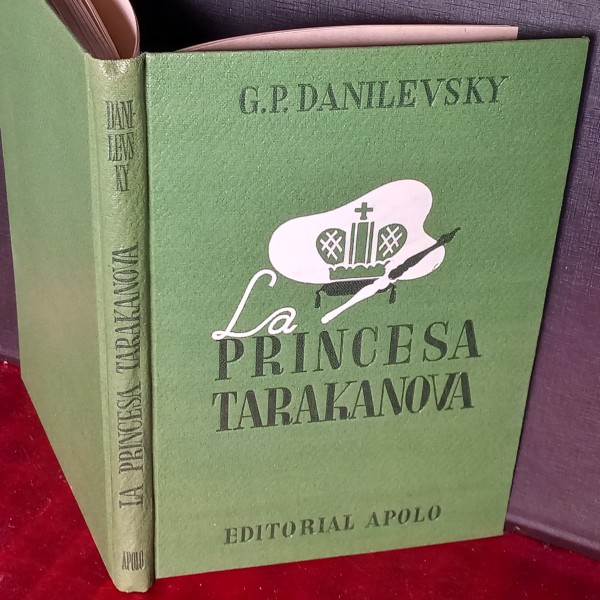 DANI-
LEVS
KY
LA PRINCESA TARAKANOVA
APOLO
G.P. DANILEVSKY
La
PRINCESA
TARAKANOVA
EDITORIAL APOLO